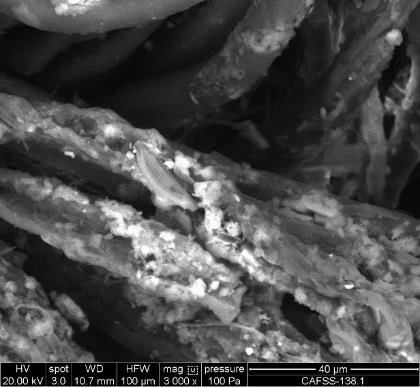 HV spot WD HFW mag pressure 40 µm
20.00 kV 3.0 10.7 mm 100 µm 3 000 x 100 Pa CAFSS-138.1